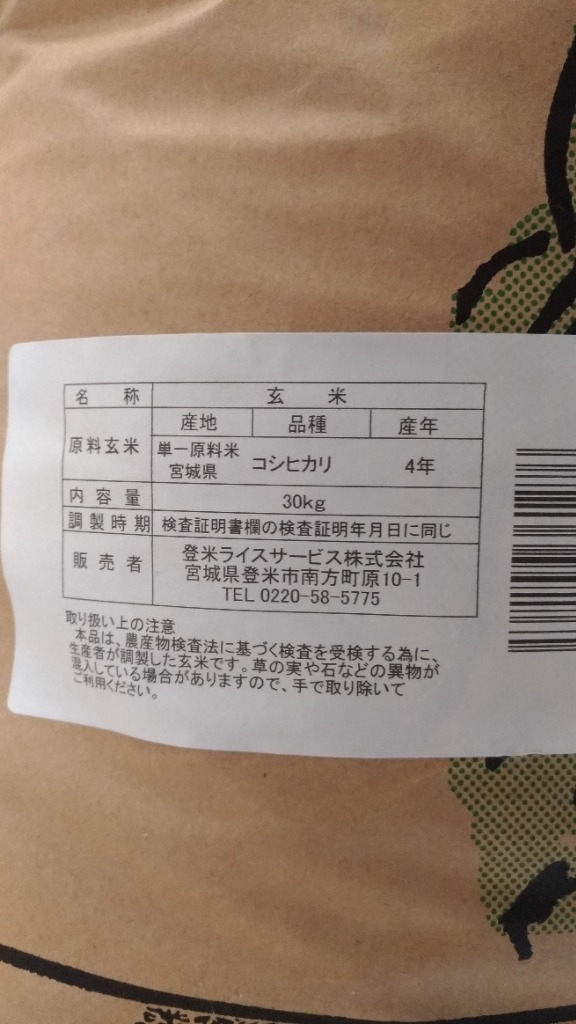 名 称 玄 米
原料玄米 産地 品種 産年
単一原料米 宮城県 コシヒカリ 4年
内容量 30kg
調製時期 検査証明書欄の検査証明年月日に同じ
販売者 登米ライスサービス株式会社
宮城県登米市南方町原10-1
TEL 0220-58-5775
取り扱い上の注意
本品は、農産物検査法に基づく検査を受検する為に、
生産者が調製した玄米です。草の実や石などの異物が
混入している場合がありますので、手で取り除いて
ご利用ください。